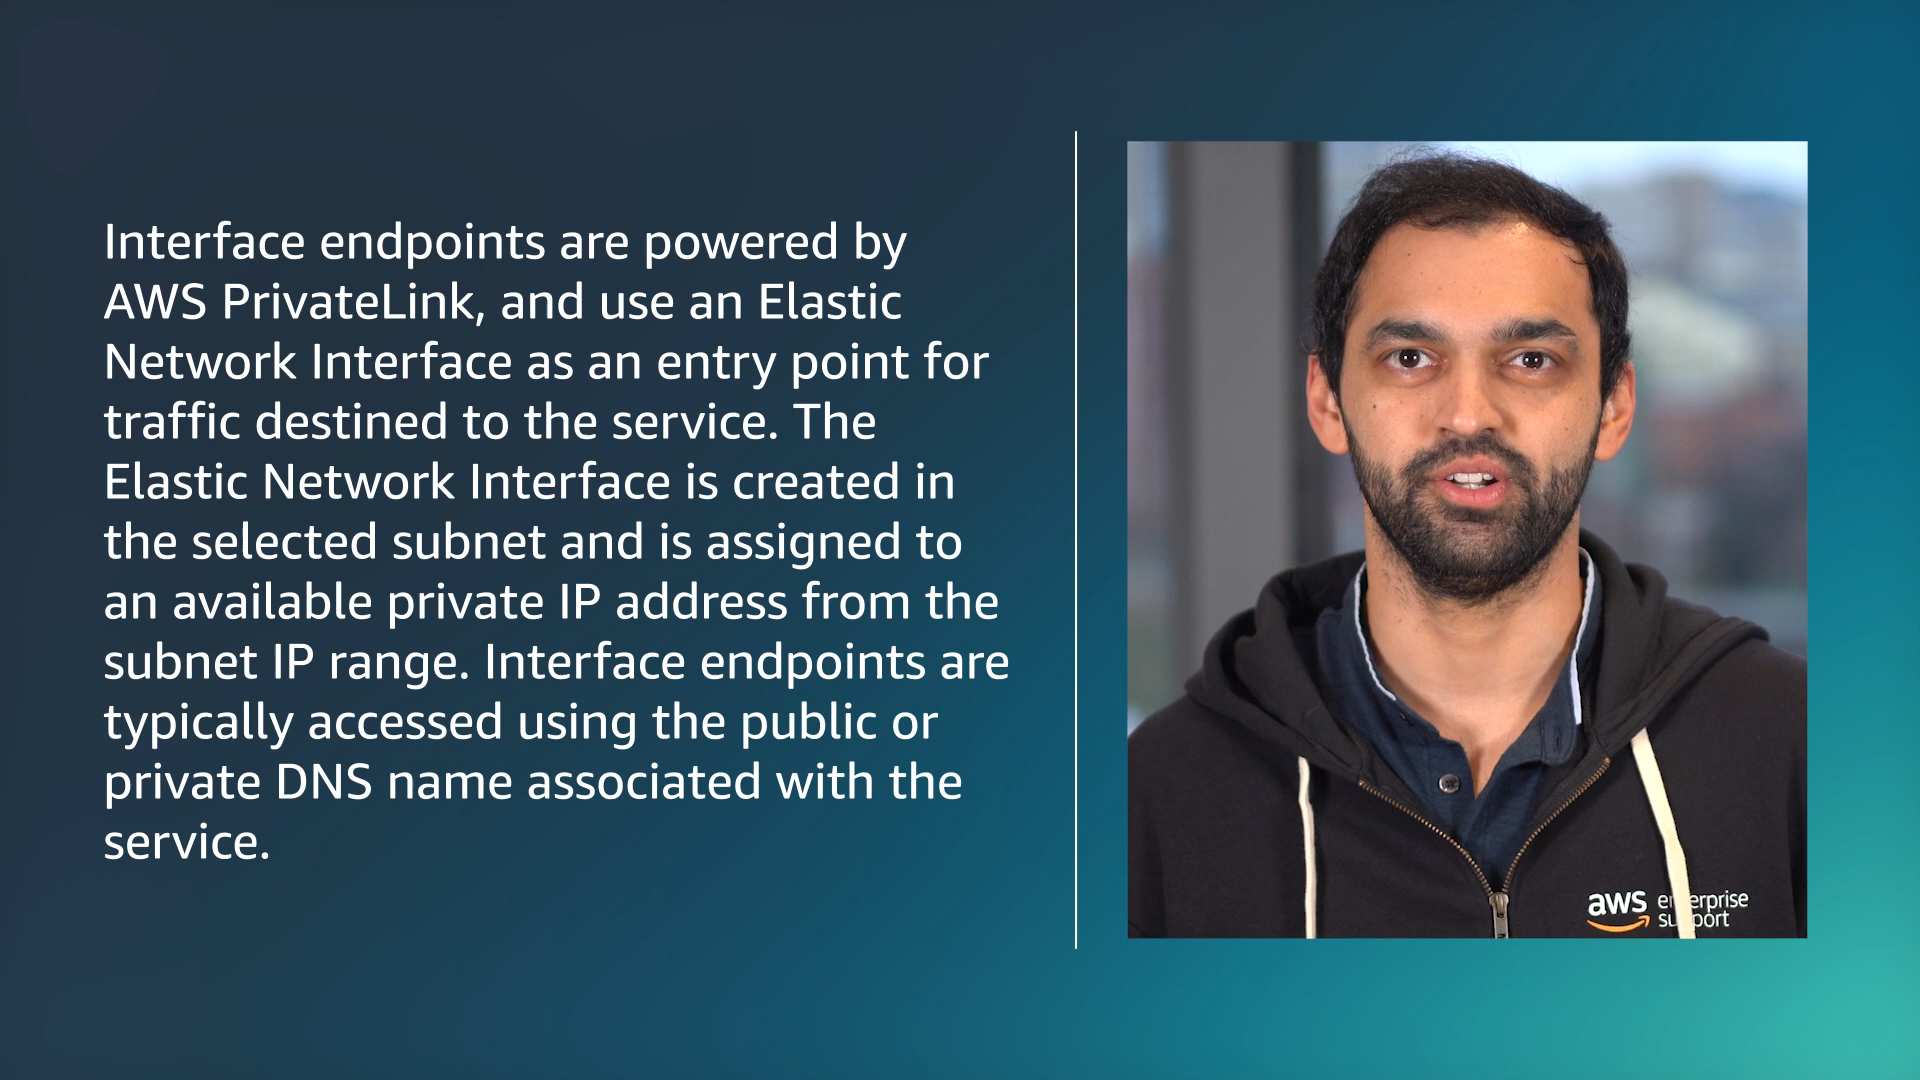 Interface endpoints are powered by
AWS PrivateLink, and use an Elastic
Network Interface as an entry point for
traffic destined to the service. The
Elastic Network Interface is created in
the selected subnet and is assigned to
an available private IP address from the
subnet IP range. Interface endpoints are
typically accessed using the public or
private DNS name associated with the
service.
aws enterprise
support